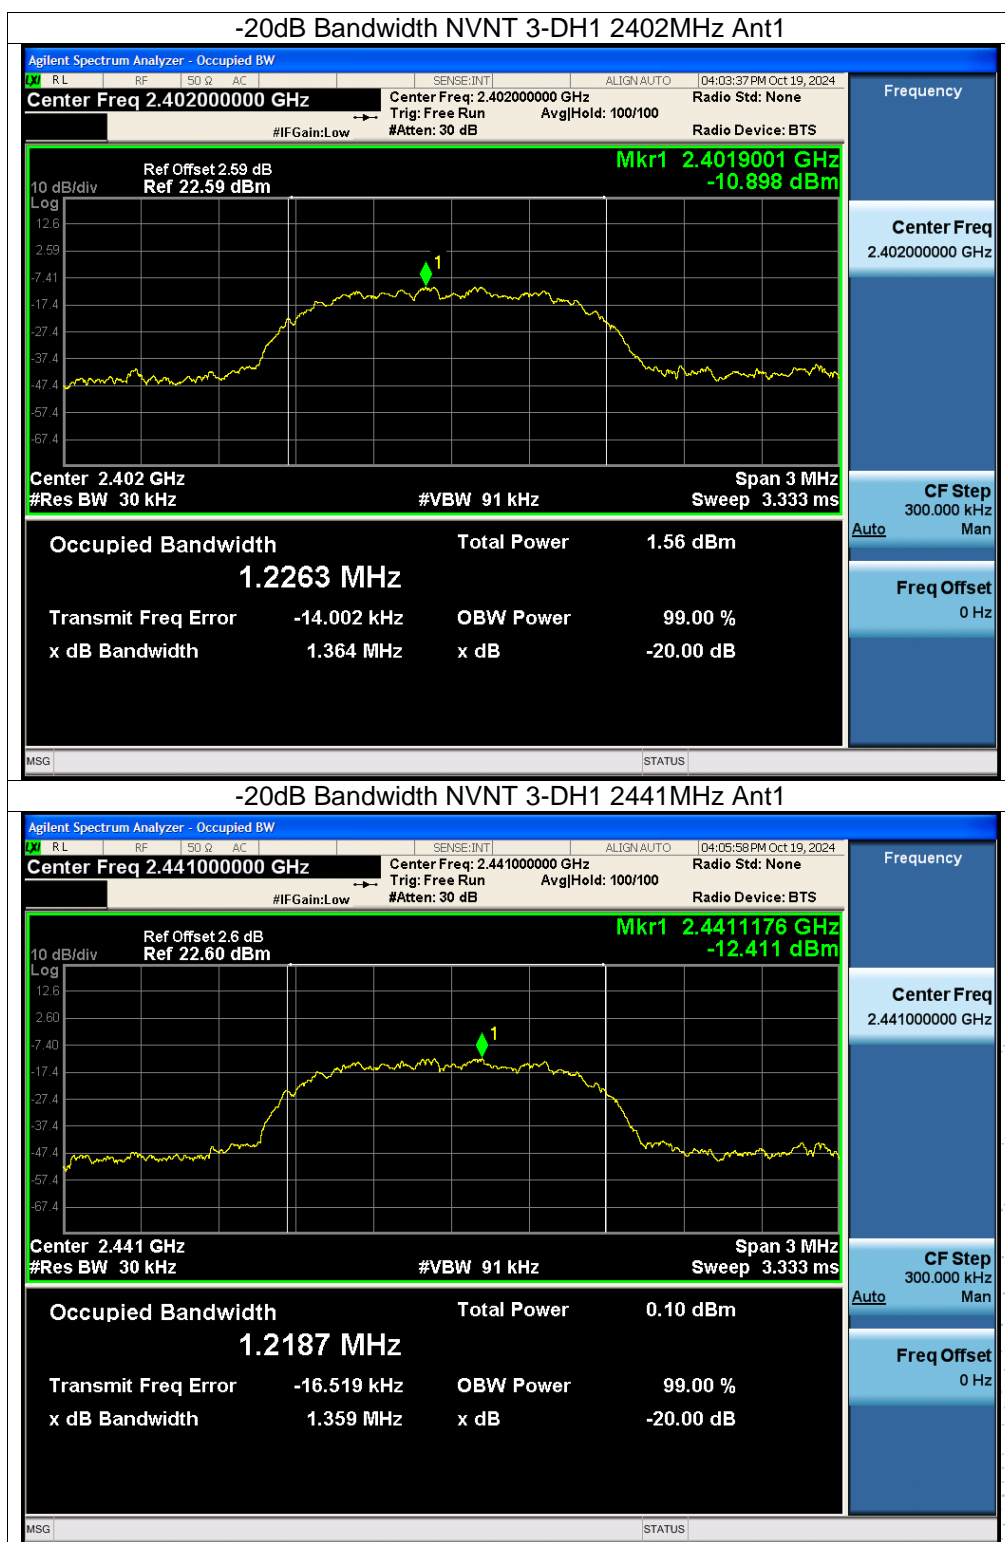 -20dB Bandwidth NVNT 3-DH1 2402MHz Ant1
Agilent Spectrum Analyzer - Occupied BW
LXI RL RF 50 Ω AC SENSE:INT ALIGN AUTO 04:03:37 PM Oct 19, 2024
Center Freq 2.402000000 GHz Center Freq: 2.402000000 GHz Radio Std: None Frequency
Trig: Free Run Avg|Hold: 100/100
#IFGain:Low #Atten: 30 dB Radio Device: BTS
Mkr1 2.4019001 GHz
Ref Offset 2.59 dB
-10.898 dBm
10 dB/div Ref 22.59 dBm
Log
12.6
2.59
-7.41
-17.4
-27.4
-37.4
-47.4
-57.4
-67.4
1
Center Freq
2.402000000 GHz
Center 2.402 GHz Span 3 MHz
#Res BW 30 kHz #VBW 91 kHz Sweep 3.333 ms
CF Step
300.000 kHz
Auto Man
Occupied Bandwidth Total Power 1.56 dBm
1.2263 MHz
Freq Offset
0 Hz
Transmit Freq Error -14.002 kHz OBW Power 99.00 %
x dB Bandwidth 1.364 MHz x dB -20.00 dB
MSG STATUS
-20dB Bandwidth NVNT 3-DH1 2441MHz Ant1
Agilent Spectrum Analyzer - Occupied BW
LXI RL RF 50 Ω AC SENSE:INT ALIGN AUTO 04:05:58 PM Oct 19, 2024
Center Freq 2.441000000 GHz Center Freq: 2.441000000 GHz Radio Std: None Frequency
Trig: Free Run Avg|Hold: 100/100
#IFGain:Low #Atten: 30 dB Radio Device: BTS
Mkr1 2.4411176 GHz
Ref Offset 2.6 dB
-12.411 dBm
10 dB/div Ref 22.60 dBm
Log
12.6
2.60
-7.40
-17.4
-27.4
-37.4
-47.4
-57.4
-67.4
1
Center Freq
2.441000000 GHz
Center 2.441 GHz Span 3 MHz
#Res BW 30 kHz #VBW 91 kHz Sweep 3.333 ms
CF Step
300.000 kHz
Auto Man
Occupied Bandwidth Total Power 0.10 dBm
1.2187 MHz
Freq Offset
0 Hz
Transmit Freq Error -16.519 kHz OBW Power 99.00 %
x dB Bandwidth 1.359 MHz x dB -20.00 dB
MSG STATUS